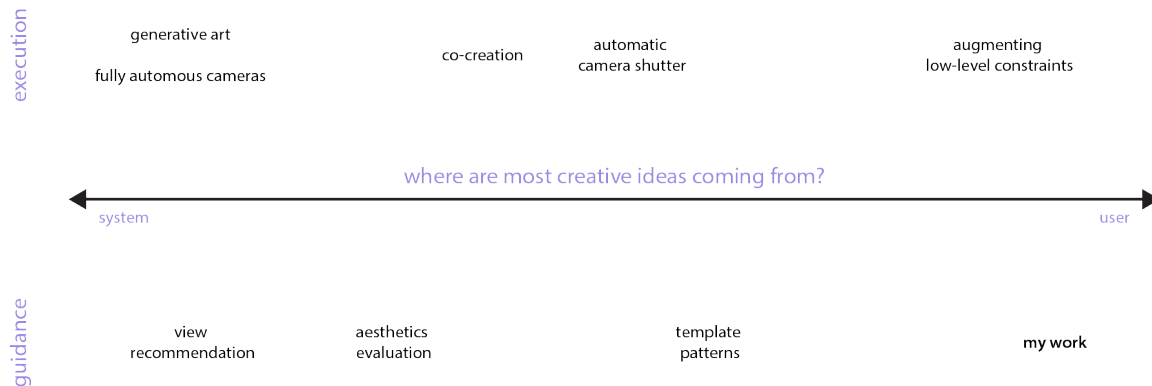 execution
generative art
fully automous cameras
co-creation
automatic
camera shutter
augmenting
low-level constraints
where are most creative ideas coming from?
system
user
guidance
view
recommendation
aesthetics
evaluation
template
patterns
my work